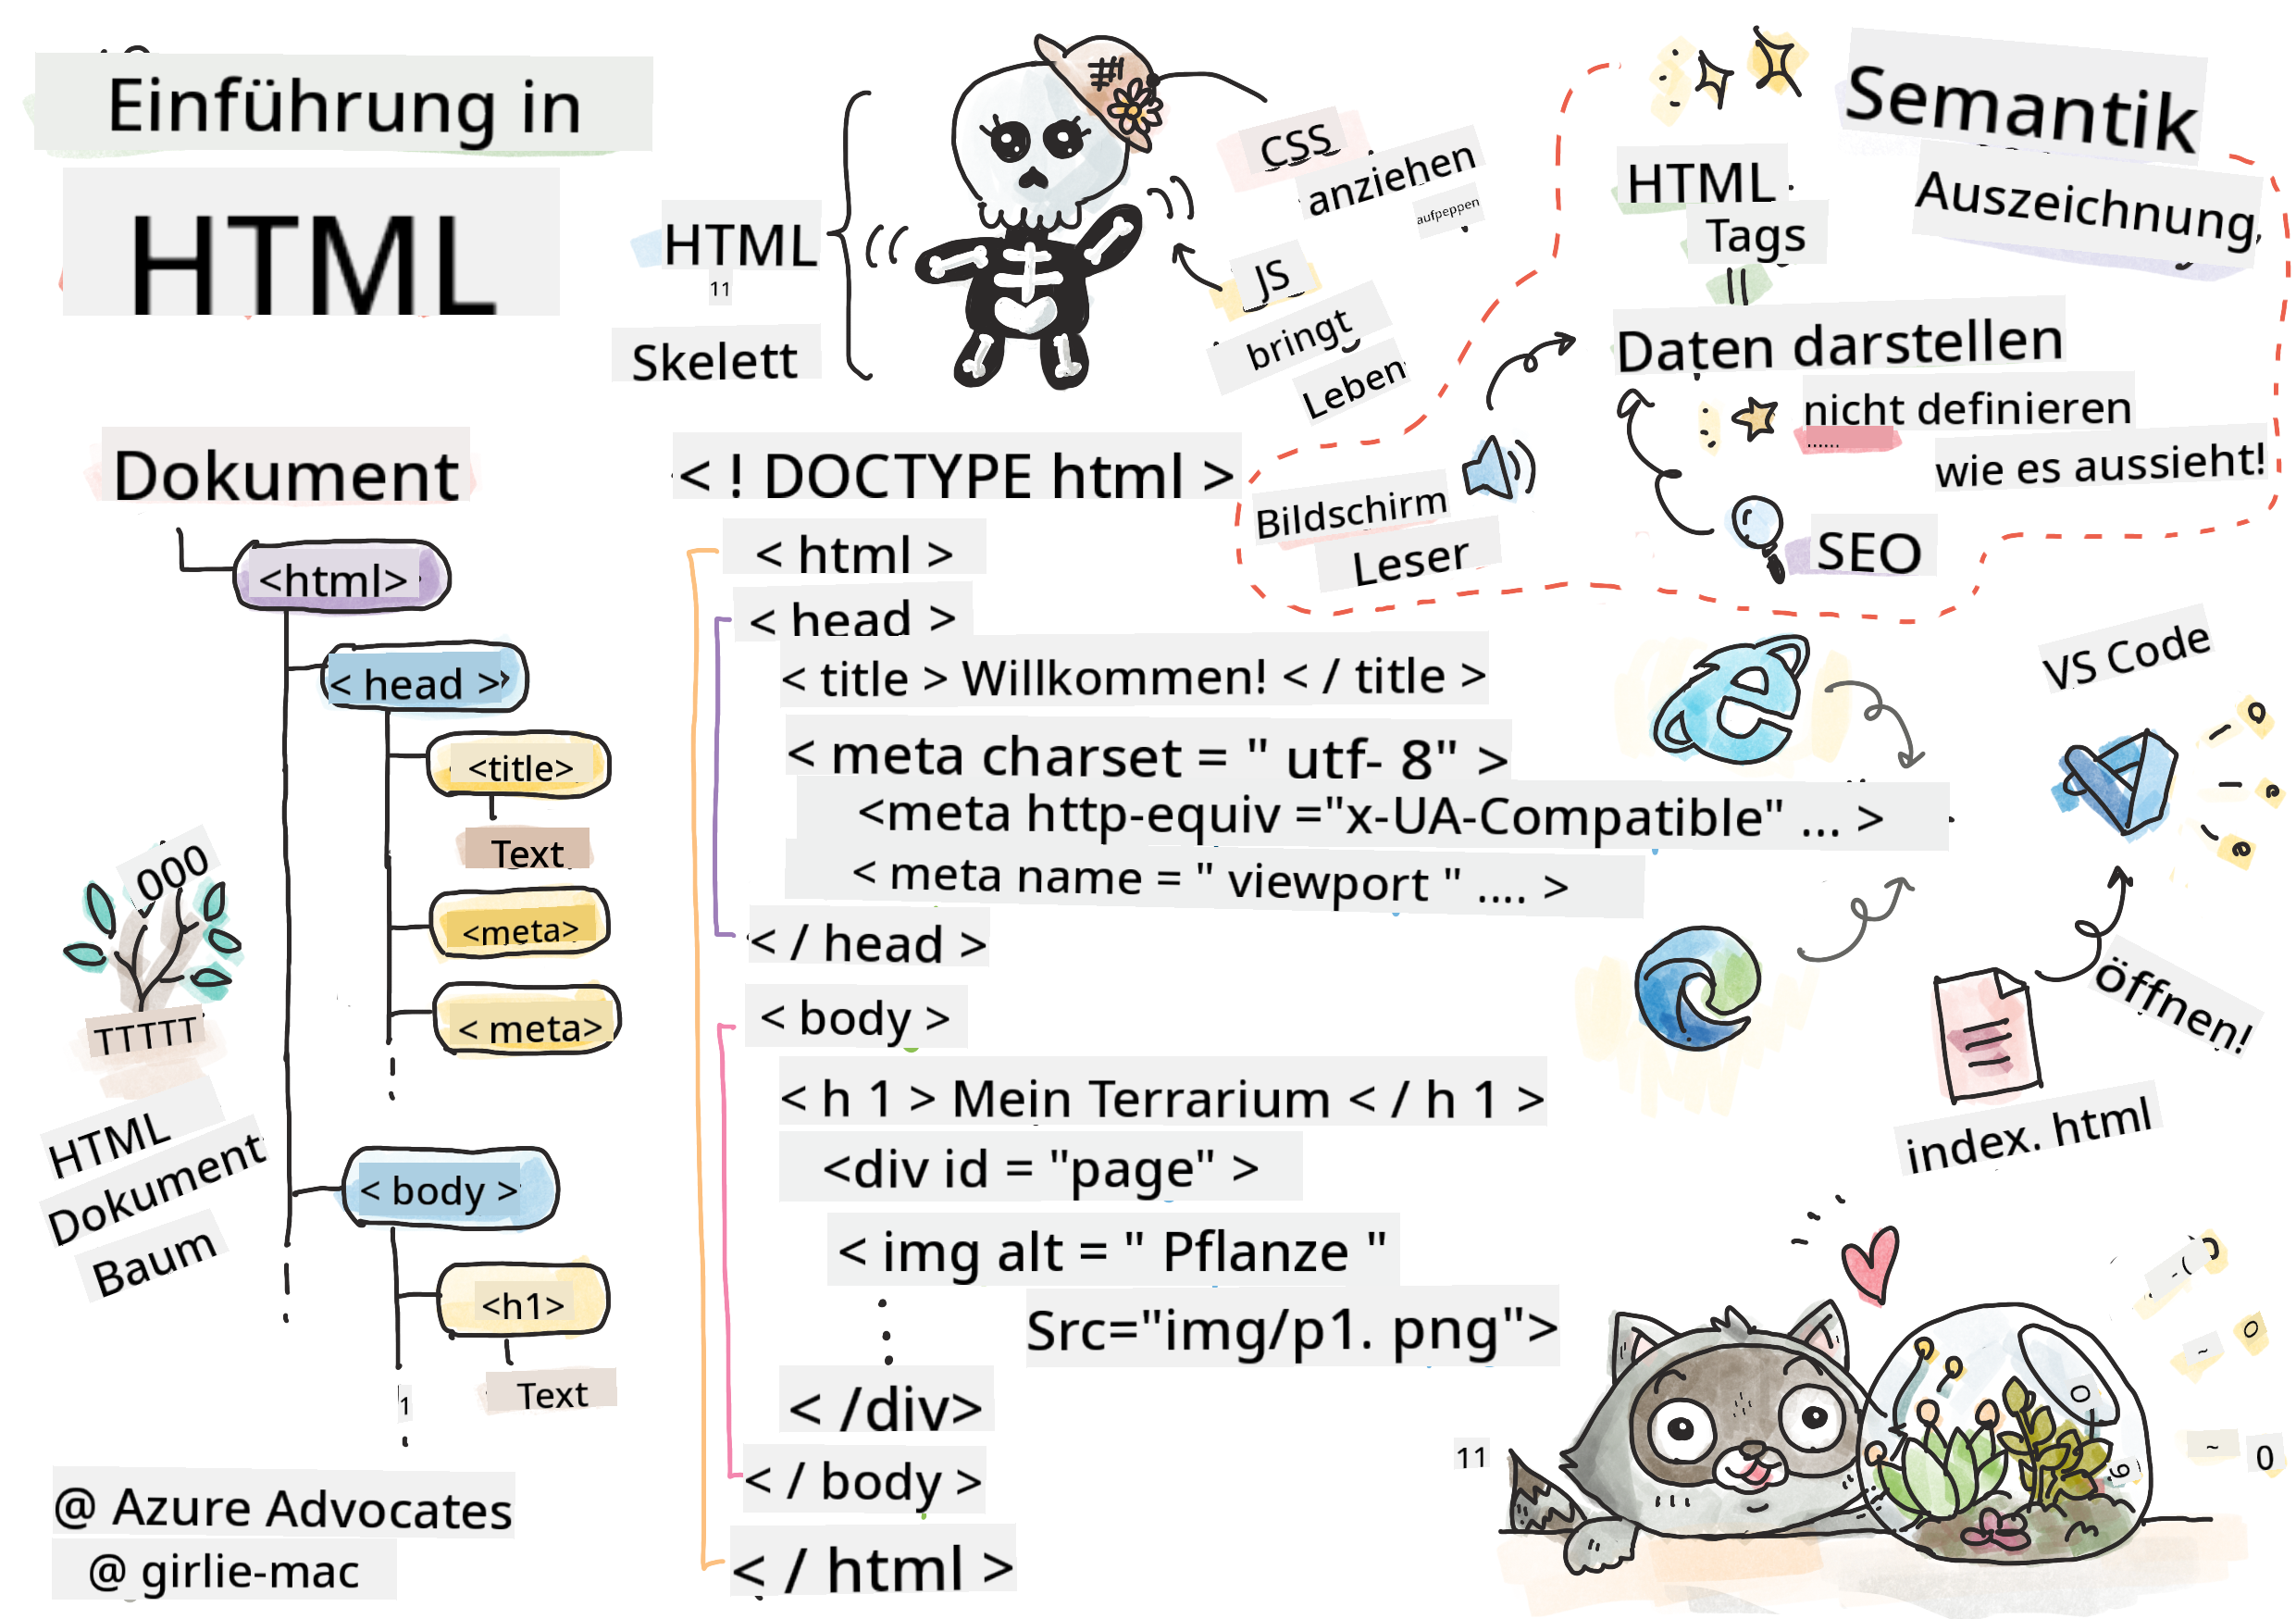 Einführung in
HTML
HTML
11
Skelett
CSS
anziehen
aufpeppen
JS
bringt
Leben
Semantik
Auszeichnung
HTML
Tags
Daten darstellen
nicht definieren
......
wie es aussieht!
Bildschirm
Leser
SEO
Dokument
<html>
< head >
<title>
Text
<meta>
< meta>
< body >
<h1>
Text
1
000
TTTTT
HTML
Dokument
Baum
< ! DOCTYPE html >
< html >
< head >
< title > Willkommen! < / title >
< meta charset = " utf- 8" >
<meta http-equiv ="x-UA-Compatible" ... >
< meta name = " viewport " .... >
< / head >
< body >
< h 1 > Mein Terrarium < / h 1 >
<div id = "page" >
< img alt = " Pflanze "
Src="img/p1. png">
< /div>
< / body >
< / html >
VS Code
öffnen!
index. html
11
~
~ 0
@ Azure Advocates
@ girlie-mac